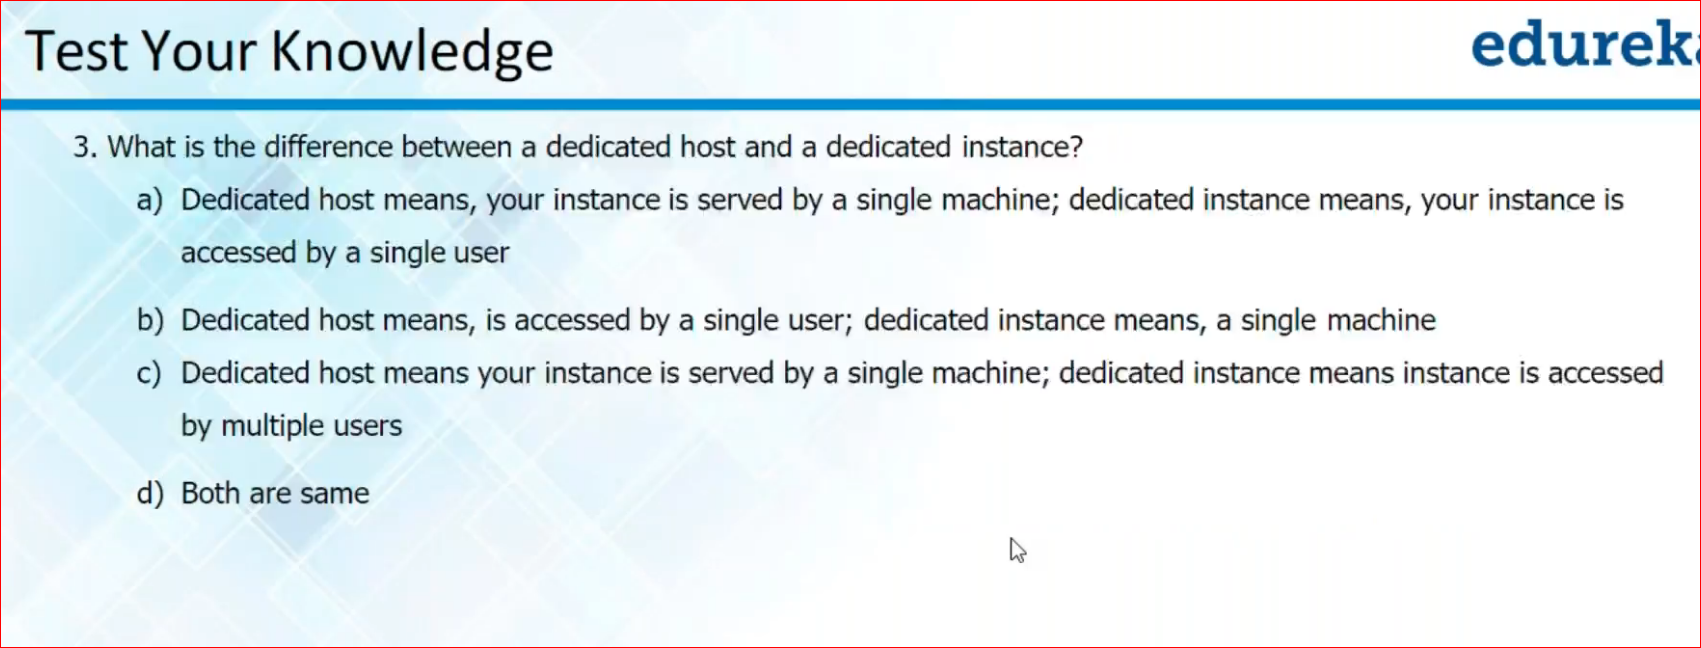 Test Your Knowledge
edureka
3. What is the difference between a dedicated host and a dedicated instance?
a) Dedicated host means, your instance is served by a single machine; dedicated instance means, your instance is
accessed by a single user
b) Dedicated host means, is accessed by a single user; dedicated instance means, a single machine
c) Dedicated host means your instance is served by a single machine; dedicated instance means instance is accessed
by multiple users
d) Both are same